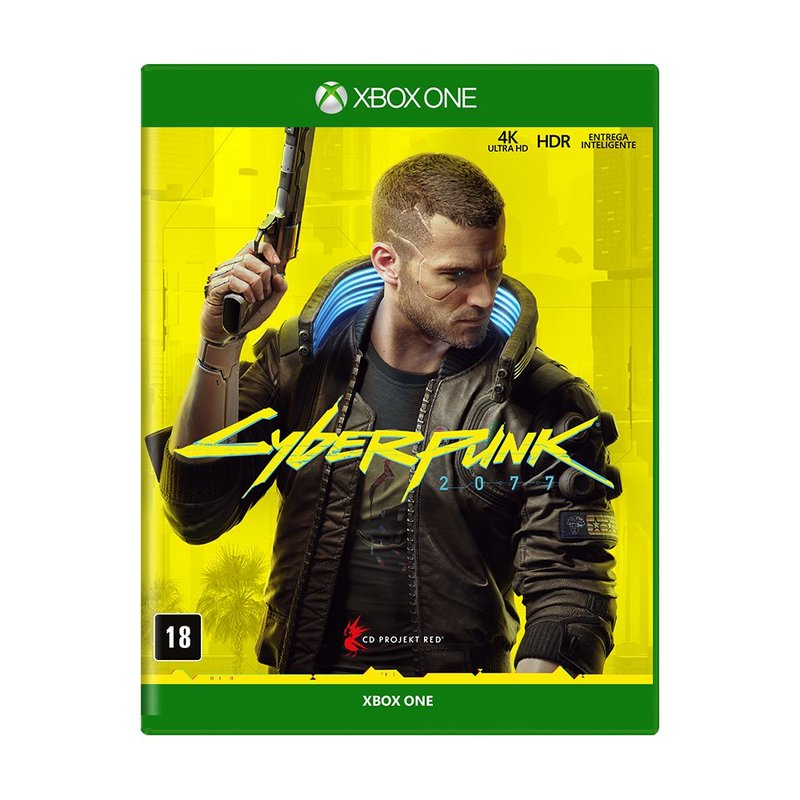 XBOX ONE
4K
ULTRA HD
HDR
ENTREGA
INTELIGENTE
Cyberpunk
2077
18
CD PROJEKT RED
XBOX ONE